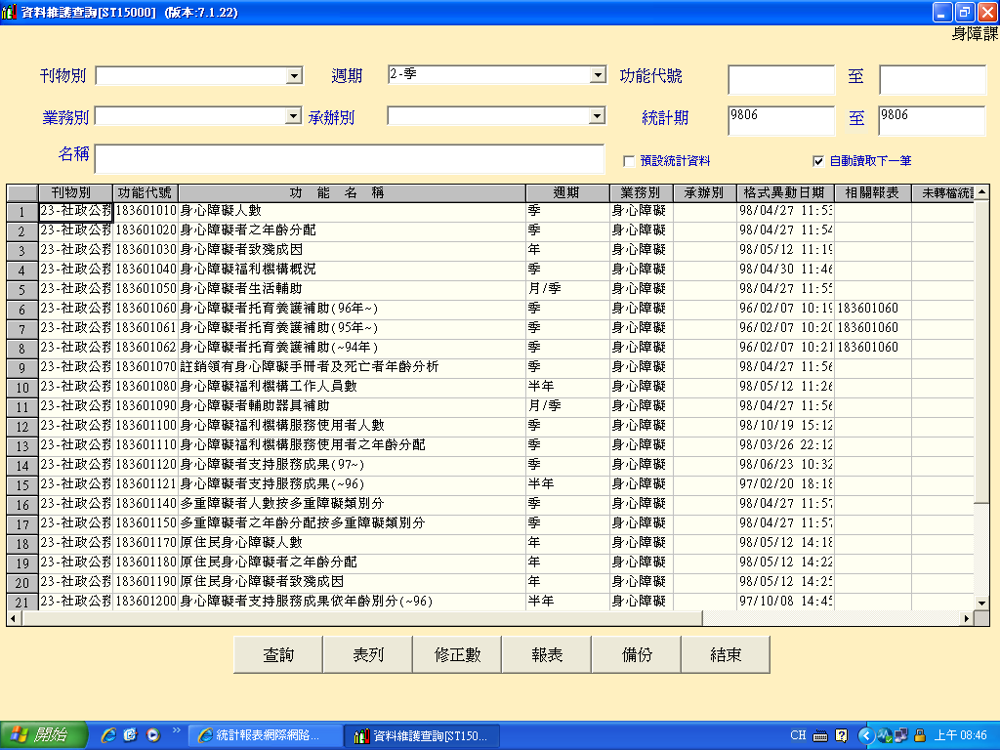 資料維護查詢[ST15000] (版本:7.1.22)
身障課
刊物別 週期 2-季 功能代號 至
業務別 承辦別 統計期 9806 至 9806
名稱 預設統計資料 自動讀取下一筆
刊物別 功能代號 功 能 名 稱 週期 業務別 承辦別 格式異動日期 相關報表 未轉檔統計
1 23-社政公務 183601010 身心障礙人數 季 身心障礙 98/04/27 11:53
2 23-社政公務 183601020 身心障礙者之年齡分配 季 身心障礙 98/04/27 11:54
3 23-社政公務 183601030 身心障礙者致殘成因 年 身心障礙 98/05/12 11:19
4 23-社政公務 183601040 身心障礙福利機構概況 季 身心障礙 98/04/30 11:46
5 23-社政公務 183601050 身心障礙者生活輔助 月/季 身心障礙 98/04/27 11:55
6 23-社政公務 183601060 身心障礙者托育養護補助(96年~) 季 身心障礙 96/02/07 10:19 183601060
7 23-社政公務 183601061 身心障礙者托育養護補助(95年~) 季 身心障礙 96/02/07 10:20 183601060
8 23-社政公務 183601062 身心障礙者托育養護補助(~94年) 季 身心障礙 96/02/07 10:21 183601060
9 23-社政公務 183601070 註銷領有身心障礙手冊者及死亡者年齡分析 季 身心障礙 98/04/27 11:56
10 23-社政公務 183601080 身心障礙福利機構工作人員數 半年 身心障礙 98/05/12 11:26
11 23-社政公務 183601090 身心障礙者輔助器具補助 月/季 身心障礙 98/04/27 11:56
12 23-社政公務 183601100 身心障礙福利機構服務使用者人數 季 身心障礙 98/10/19 15:12
13 23-社政公務 183601110 身心障礙福利機構服務使用者之年齡分配 季 身心障礙 98/03/26 22:12
14 23-社政公務 183601120 身心障礙者支持服務成果(97~) 季 身心障礙 98/06/23 10:32
15 23-社政公務 183601121 身心障礙者支持服務成果(~96) 半年 身心障礙 97/02/20 18:18
16 23-社政公務 183601140 多重障礙者人數按多重障礙類別分 季 身心障礙 98/04/27 11:57
17 23-社政公務 183601150 多重障礙者之年齡分配按多重障礙類別分 季 身心障礙 98/04/27 11:57
18 23-社政公務 183601170 原住民身心障礙人數 年 身心障礙 98/05/12 14:18
19 23-社政公務 183601180 原住民身心障礙者之年齡分配 年 身心障礙 98/05/12 14:22
20 23-社政公務 183601190 原住民身心障礙者致殘成因 年 身心障礙 98/05/12 14:25
21 23-社政公務 183601200 身心障礙者支持服務成果依年齡別分(~96) 半年 身心障礙 97/10/08 14:45
查詢 表列 修正數 報表 備份 結束
開始 統計報表網際網路... 資料維護查詢[ST150... CH 上午 08:46